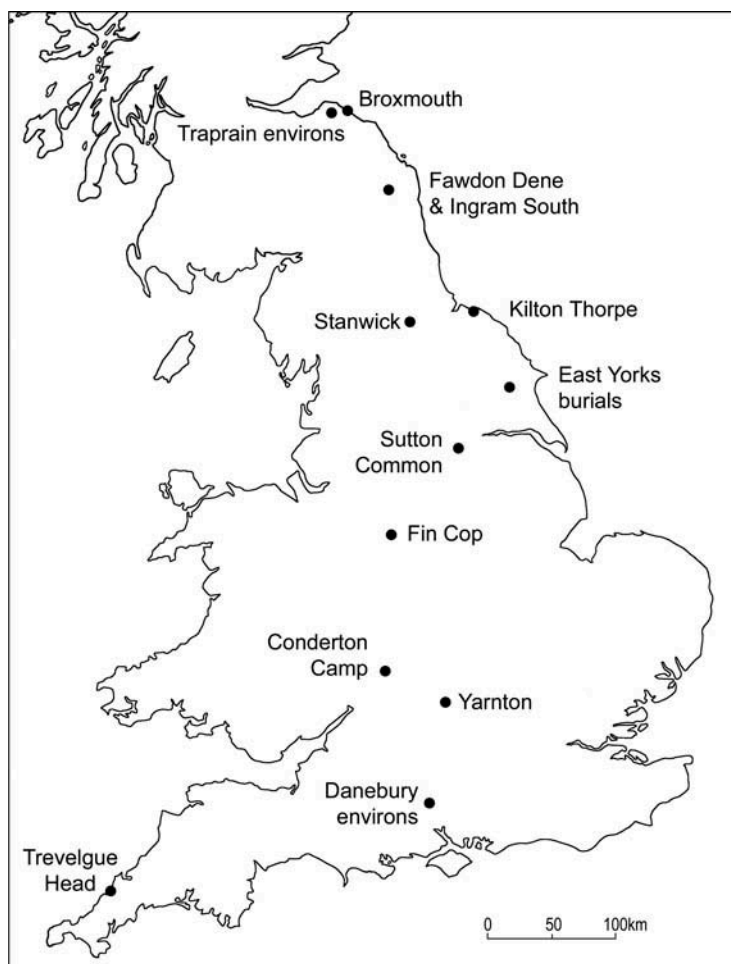 Broxmouth
Traprain environs
Fawdon Dene
& Ingram South
Kilton Thorpe
Stanwick
East Yorks
burials
Sutton
Common
Fin Cop
Conderton
Camp
Yarnton
Danebury
environs
Trevelgue
Head
0 50 100km